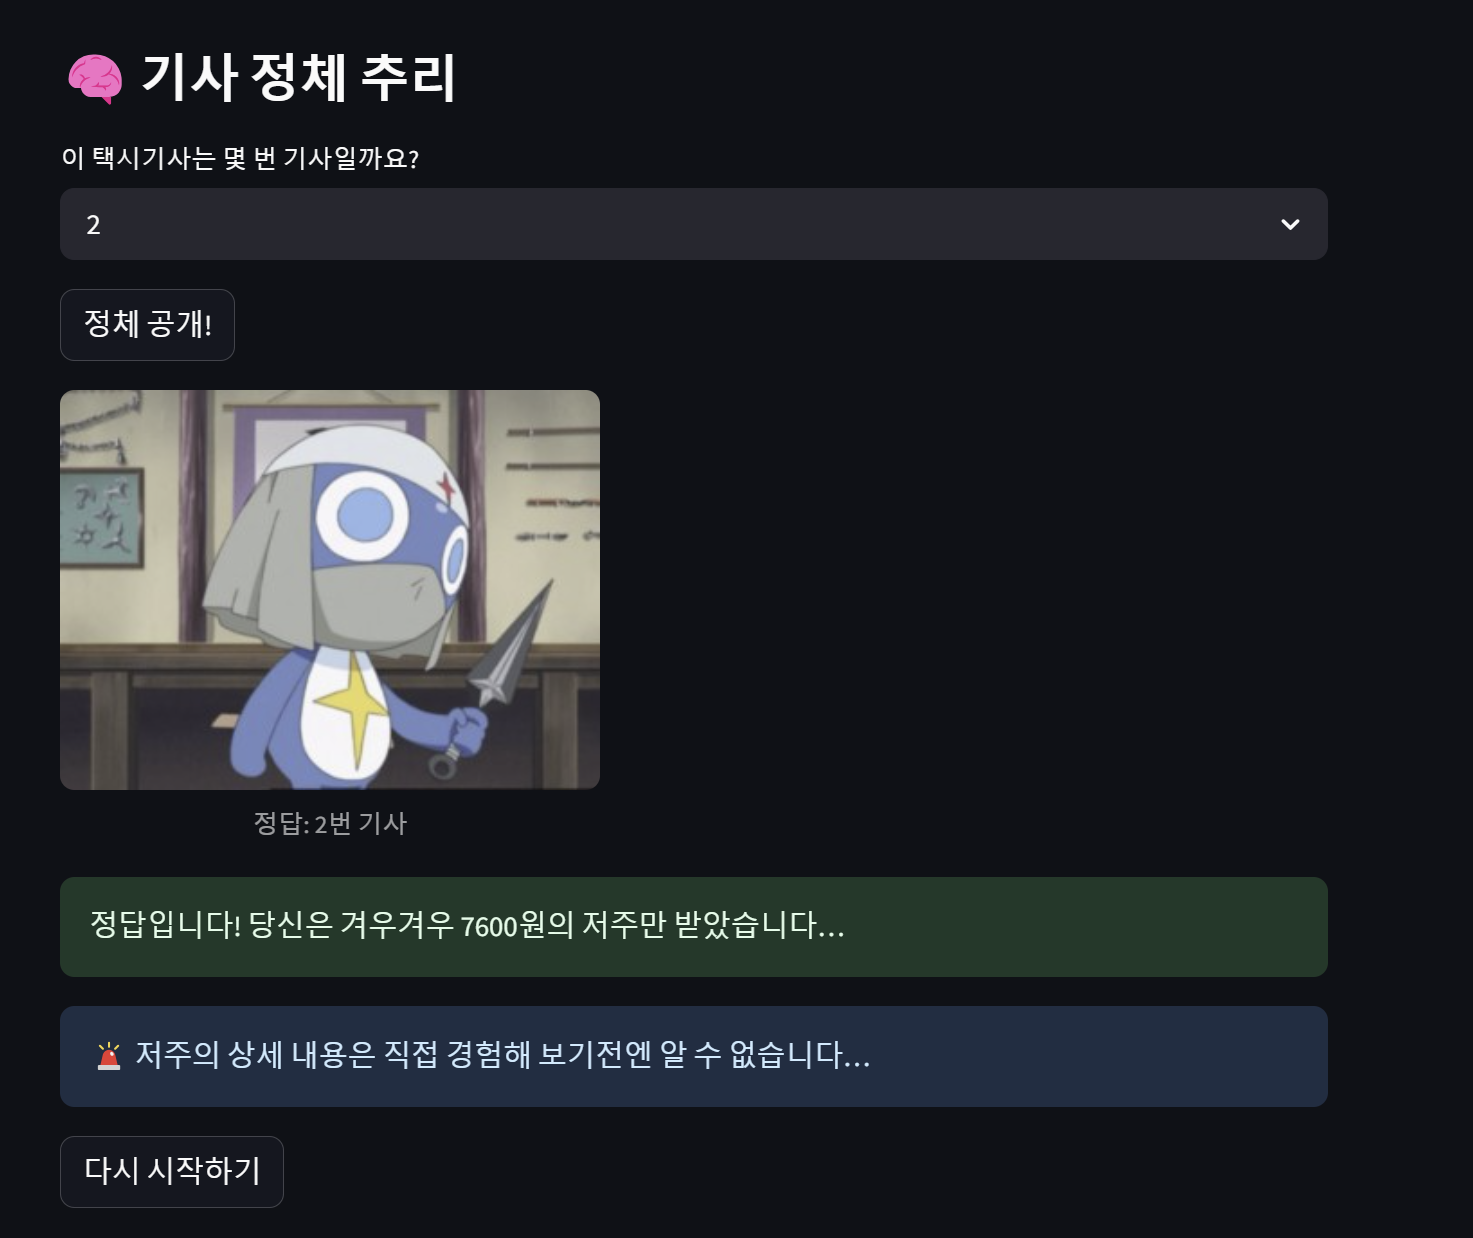 🧠 기사 정체 추리
이 택시기사는 몇 번 기사일까요?
2
정체 공개!
정답: 2번 기사
정답입니다! 당신은 겨우겨우 7600원의 저주만 받았습니다...
🚨 저주의 상세 내용은 직접 경험해 보기전엔 알 수 없습니다...
다시 시작하기